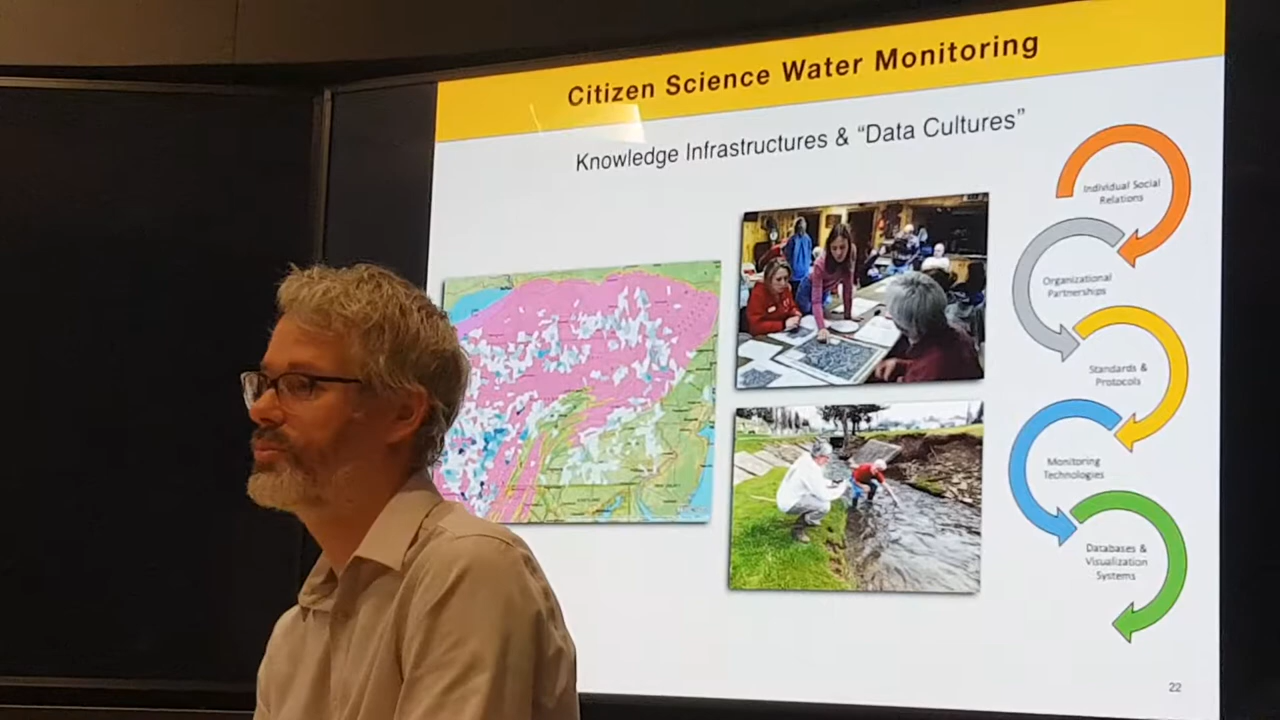 Citizen Science Water Monitoring
Knowledge Infrastructures & “Data Cultures”
Individual Social
Relations
Organizational
Partnerships
Standards &
Protocols
Monitoring
Technologies
Databases &
Visualization
Systems
22